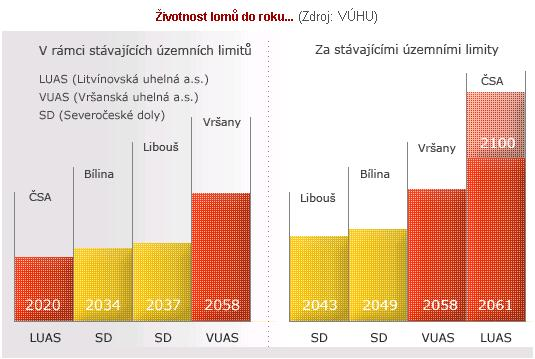 Životnost lomů do roku... (Zdroj: VÚHU)
V rámci stávajících územních limitů
LUAS (Litvínovská uhelná a.s.)
VUAS (Vršanská uhelná a.s.)
SD (Severočeské doly)
ČSA
Bílina
Libouš
Vršany
2020
2034
2037
2058
LUAS
SD
SD
VUAS
Za stávajícími územními limity
Libouš
Bílina
Vršany
ČSA
2100
2043
2049
2058
2061
SD
SD
VUAS
LUAS